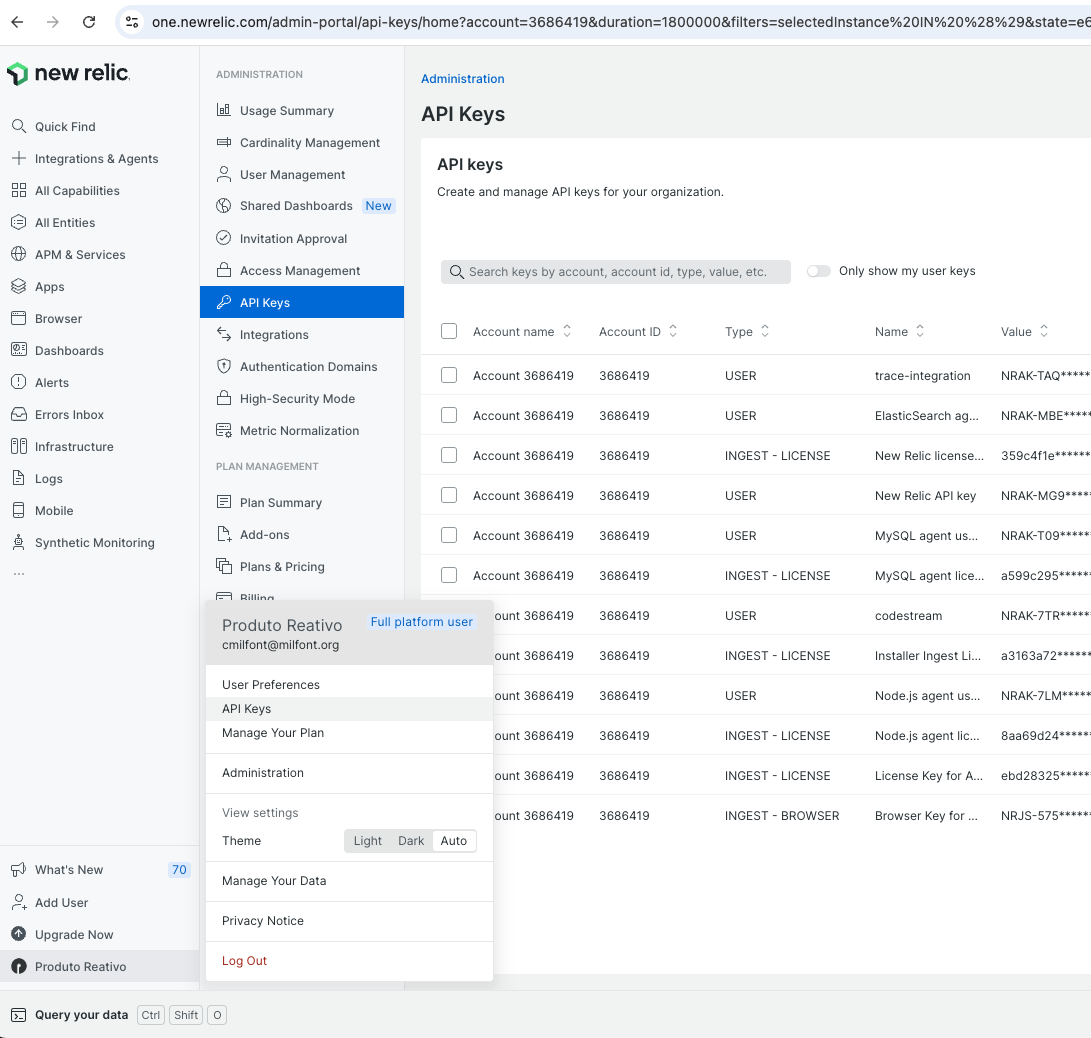 one.newrelic.com/admin-portal/api-keys/home?account=3686419&duration=1800000&filters=selectedInstance%20IN%20%28%29&state=e6
new relic.
Quick Find
Integrations & Agents
All Capabilities
All Entities
APM & Services
Apps
Browser
Dashboards
Alerts
Errors Inbox
Infrastructure
Logs
Mobile
Synthetic Monitoring
...
What's New 70
Add User
Upgrade Now
Produto Reativo
ADMINISTRATION
Usage Summary
Cardinality Management
User Management
Shared Dashboards New
Invitation Approval
Access Management
API Keys
Integrations
Authentication Domains
High-Security Mode
Metric Normalization
PLAN MANAGEMENT
Plan Summary
Add-ons
Plans & Pricing
Billing
Produto Reativo Full platform user
cmilfont@milfont.org
User Preferences
API Keys
Manage Your Plan
Administration
View settings
Theme Light Dark Auto
Manage Your Data
Privacy Notice
Log Out
Administration
API Keys
API keys
Create and manage API keys for your organization.
Search keys by account, account id, type, value, etc. Only show my user keys
Account name Account ID Type Name Value
Account 3686419 3686419 USER trace-integration NRAK-TAQ*****
Account 3686419 3686419 USER ElasticSearch ag... NRAK-MBE****
Account 3686419 3686419 INGEST - LICENSE New Relic license... 359c4f1e******
Account 3686419 3686419 USER New Relic API key NRAK-MG9****
Account 3686419 3686419 USER MySQL agent us... NRAK-T09*****
Account 3686419 3686419 INGEST - LICENSE MySQL agent lice... a599c295*****
ount 3686419 3686419 USER codestream NRAK-7TR*****
ount 3686419 3686419 INGEST - LICENSE Installer Ingest Li... a3163a72******
ount 3686419 3686419 USER Node.js agent us... NRAK-7LM*****
ount 3686419 3686419 INGEST - LICENSE Node.js agent lic... 8aa69d24*****
ount 3686419 3686419 INGEST - LICENSE License Key for A... ebd28325*****
ount 3686419 3686419 INGEST - BROWSER Browser Key for ... NRJS-575******
Query your data Ctrl Shift O